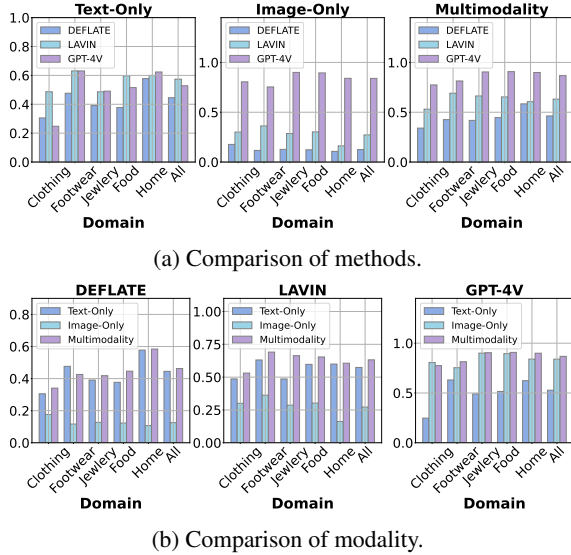 Text-Only Image-Only Multimodality
1.0
0.8
0.6
0.4
0.2
0.0
DEFLATE
LAVIN
GPT-4V
Clothing Footwear Jewlery Food Home All
Domain
1.0
0.5
0.0
DEFLATE
LAVIN
GPT-4V
Clothing Footwear Jewlery Food Home All
Domain
1.0
0.5
0.0
DEFLATE
LAVIN
GPT-4V
Clothing Footwear Jewlery Food Home All
Domain
(a) Comparison of methods.
DEFLATE LAVIN GPT-4V
0.8
0.6
0.4
0.2
0.0
Text-Only
Image-Only
Multimodality
Clothing Footwear Jewlery Food Home All
Domain
1.00
0.75
0.50
0.25
0.00
Text-Only
Image-Only
Multimodality
Clothing Footwear Jewlery Food Home All
Domain
1.0
0.5
0.0
Text-Only
Image-Only
Multimodality
Clothing Footwear Jewlery Food Home All
Domain
(b) Comparison of modality.